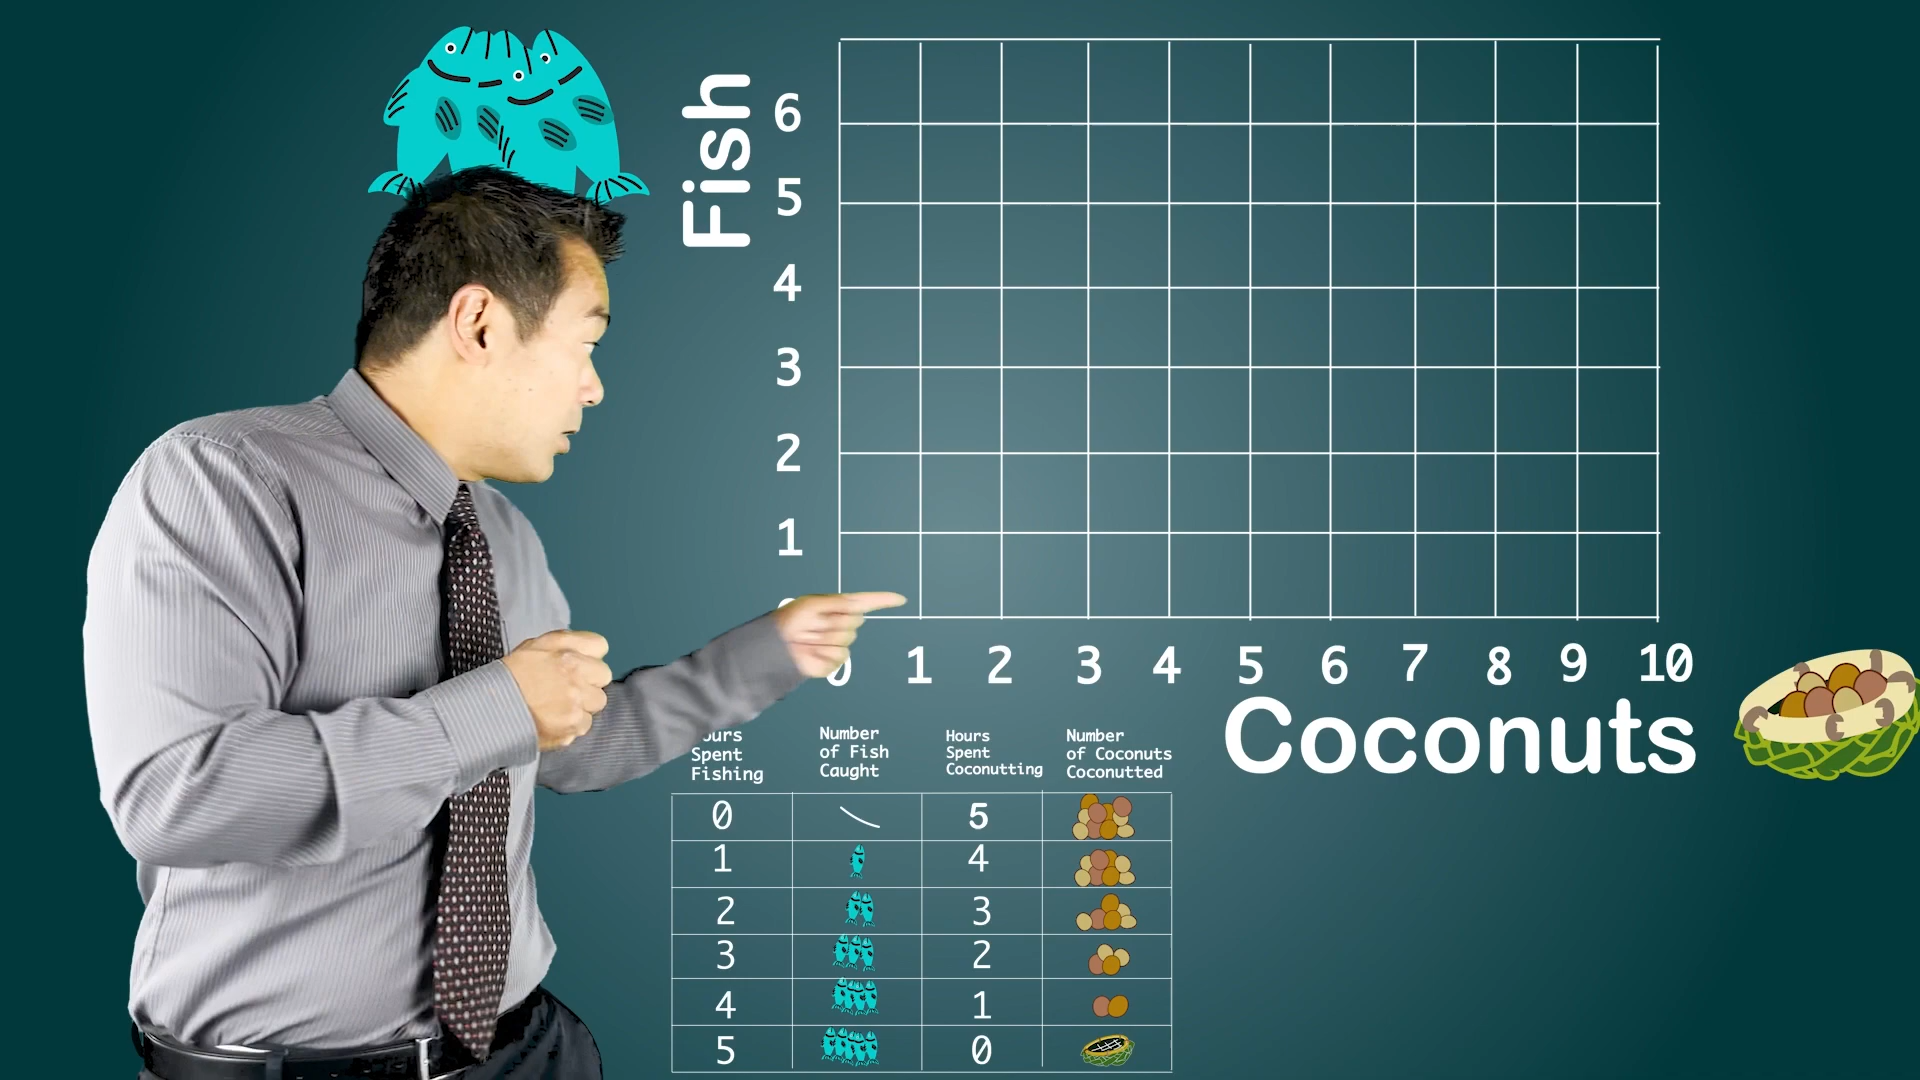 Fish
6
5
4
3
2
1
0 1 2 3 4 5 6 7 8 9 10
Coconuts
Hours Spent Fishing
Number of Fish Caught
Hours Spent Coconutting
Number of Coconuts Coconutted
0 5
1 4
2 3
3 2
4 1
5 0